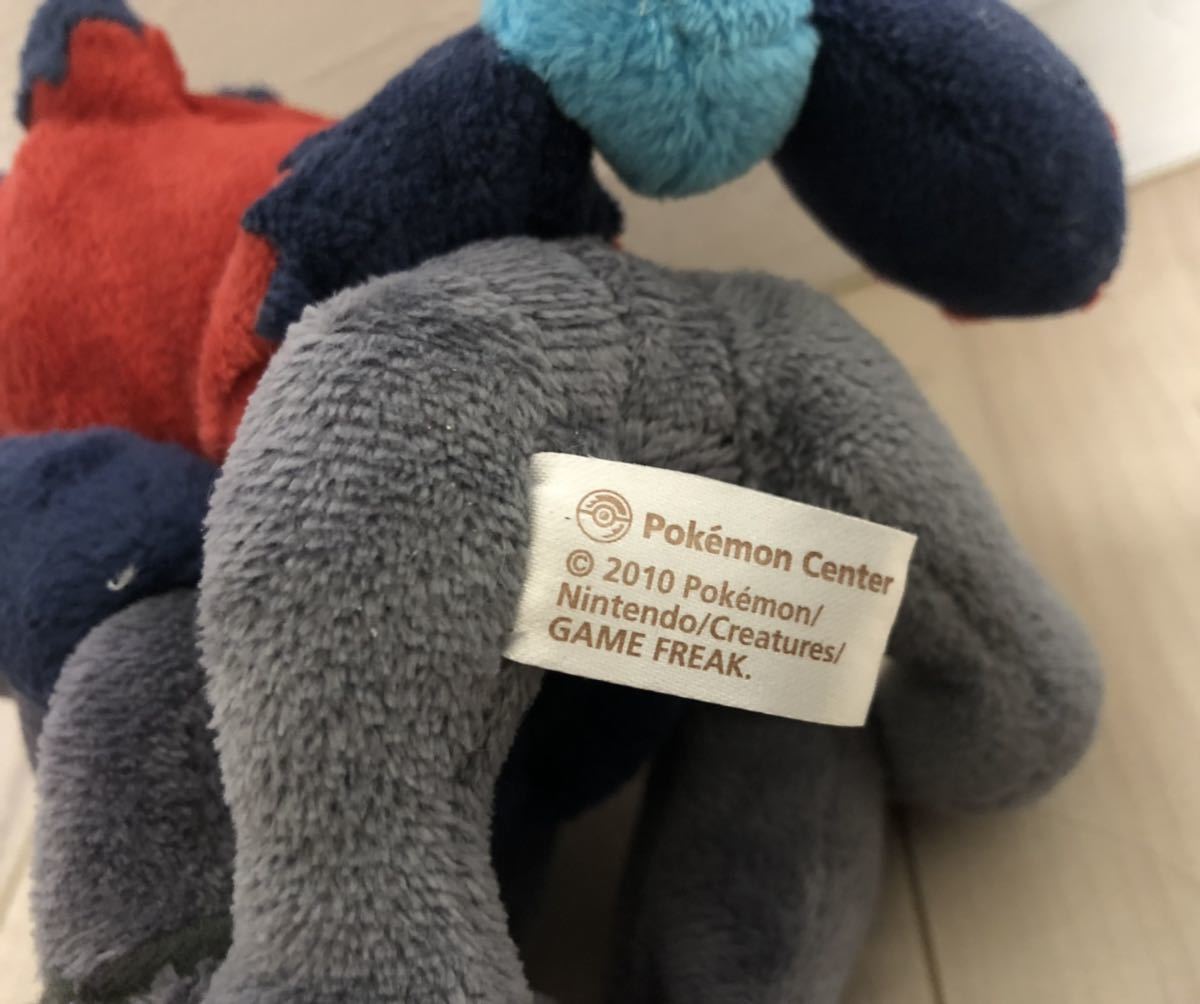 Pokémon Center
© 2010 Pokémon/
Nintendo/Creatures/
GAME FREAK.